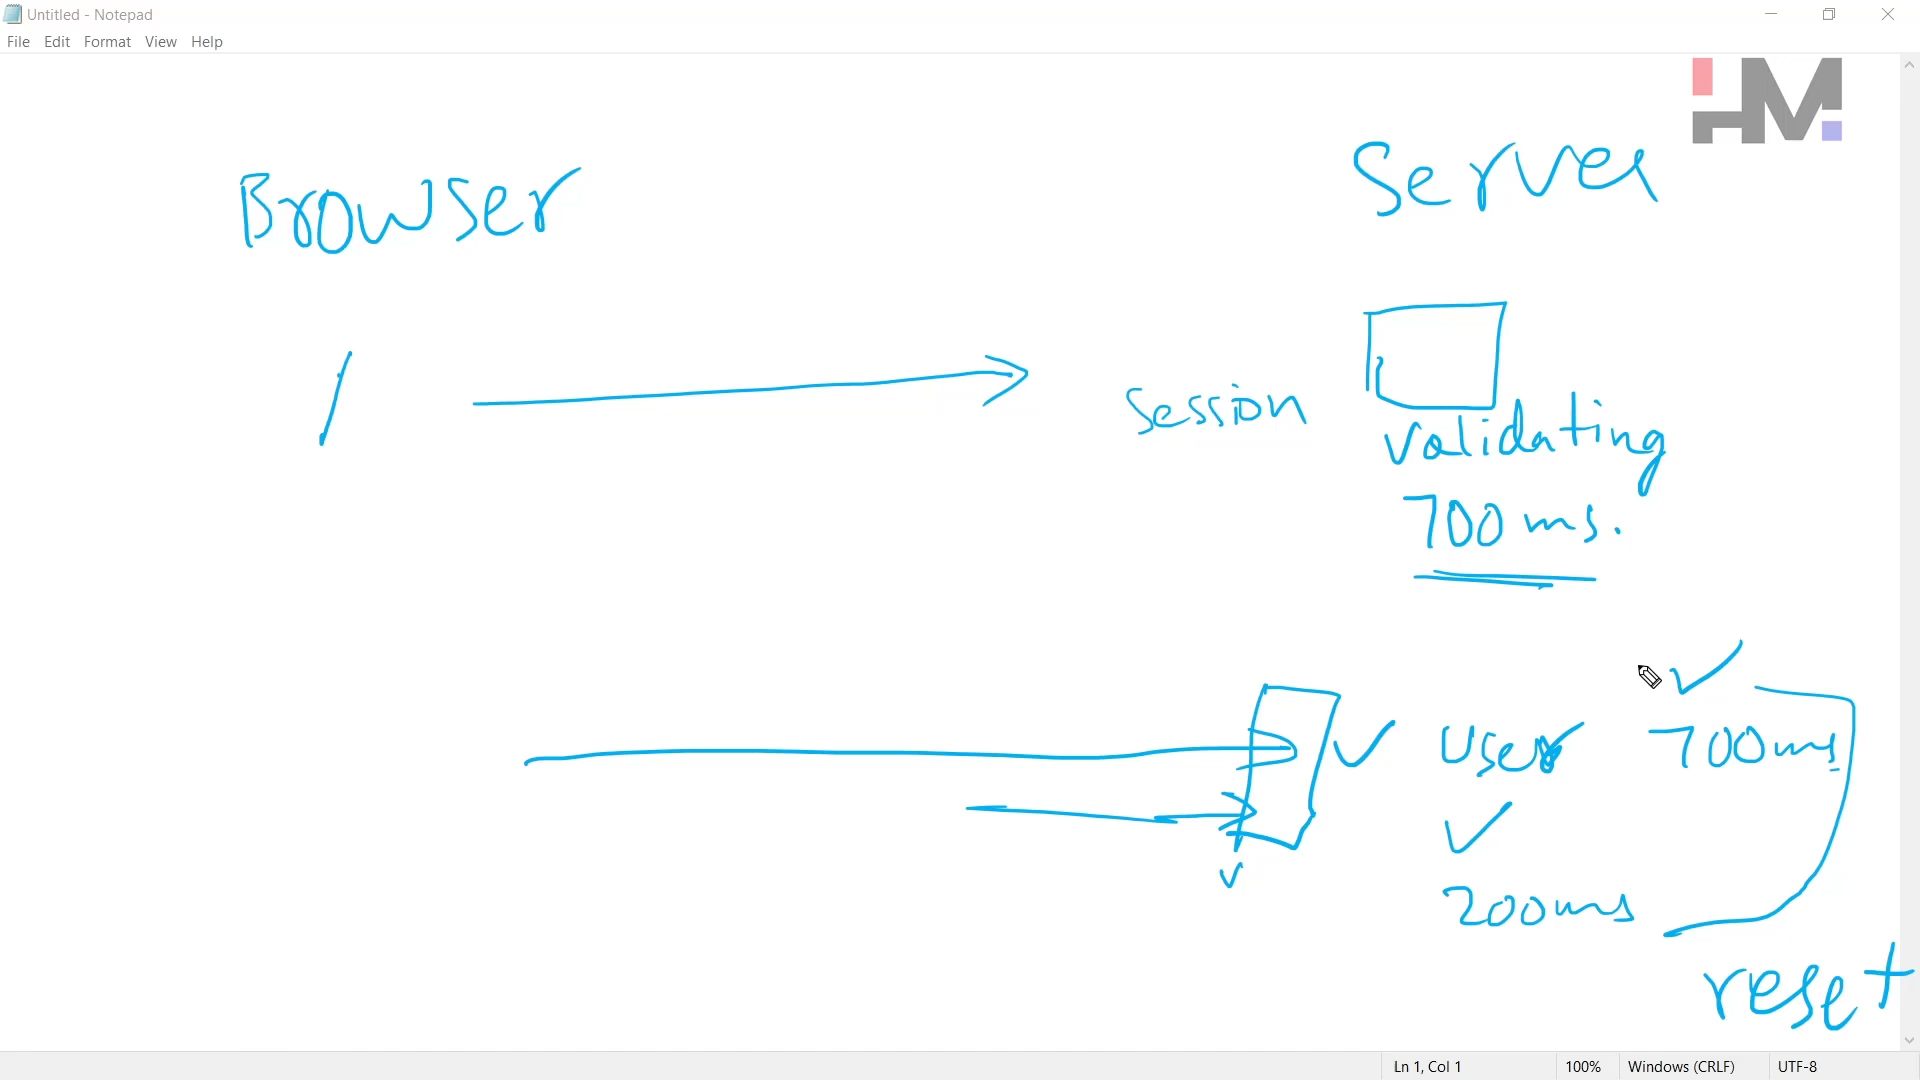 Untitled - Notepad
File Edit Format View Help
HM
Browser
Server
/
session
validating
700 ms.
user
700ms
200ms
reset
Ln 1, Col 1
100%
Windows (CRLF)
UTF-8